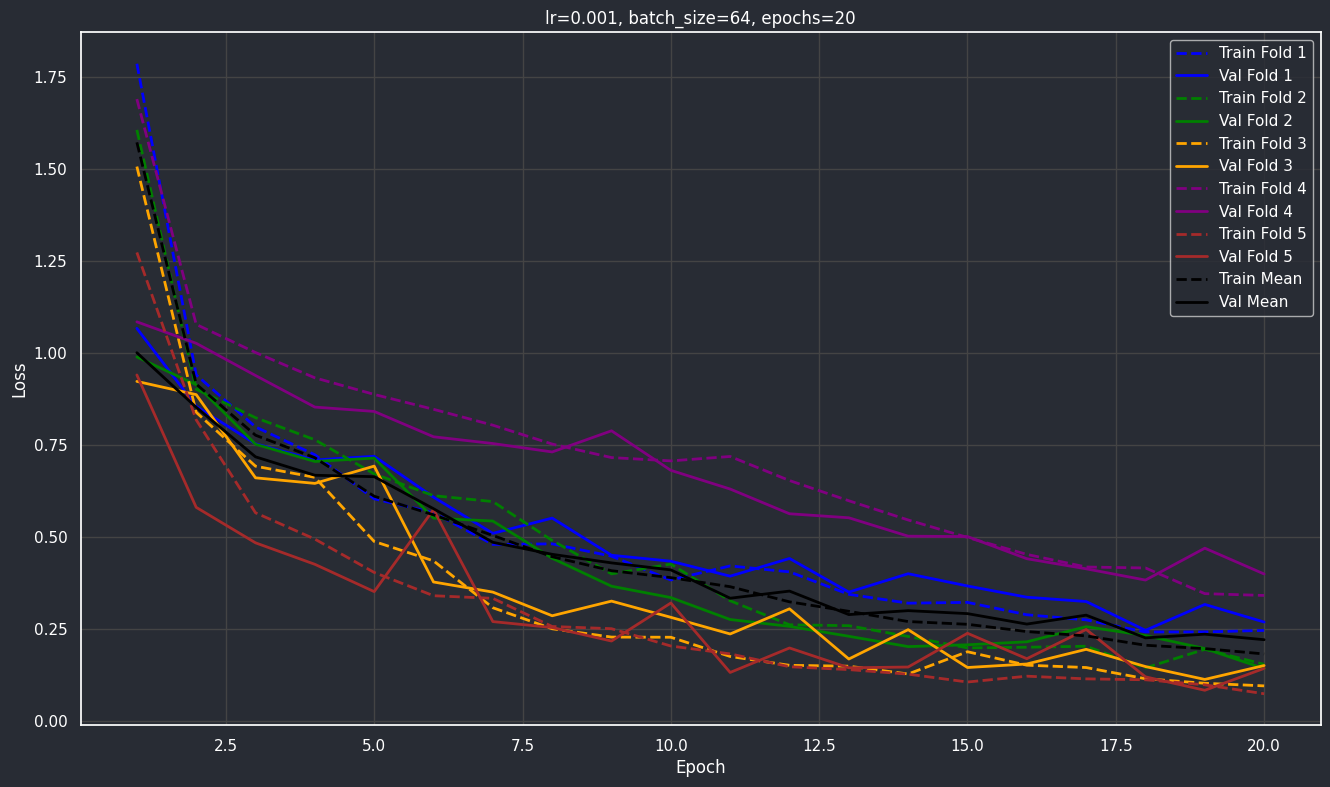 lr=0.001, batch_size=64, epochs=20
Train Fold 1
Val Fold 1
Train Fold 2
Val Fold 2
Train Fold 3
Val Fold 3
Train Fold 4
Val Fold 4
Train Fold 5
Val Fold 5
Train Mean
Val Mean
Loss
1.75
1.50
1.25
1.00
0.75
0.50
0.25
0.00
2.5 5.0 7.5 10.0 12.5 15.0 17.5 20.0
Epoch